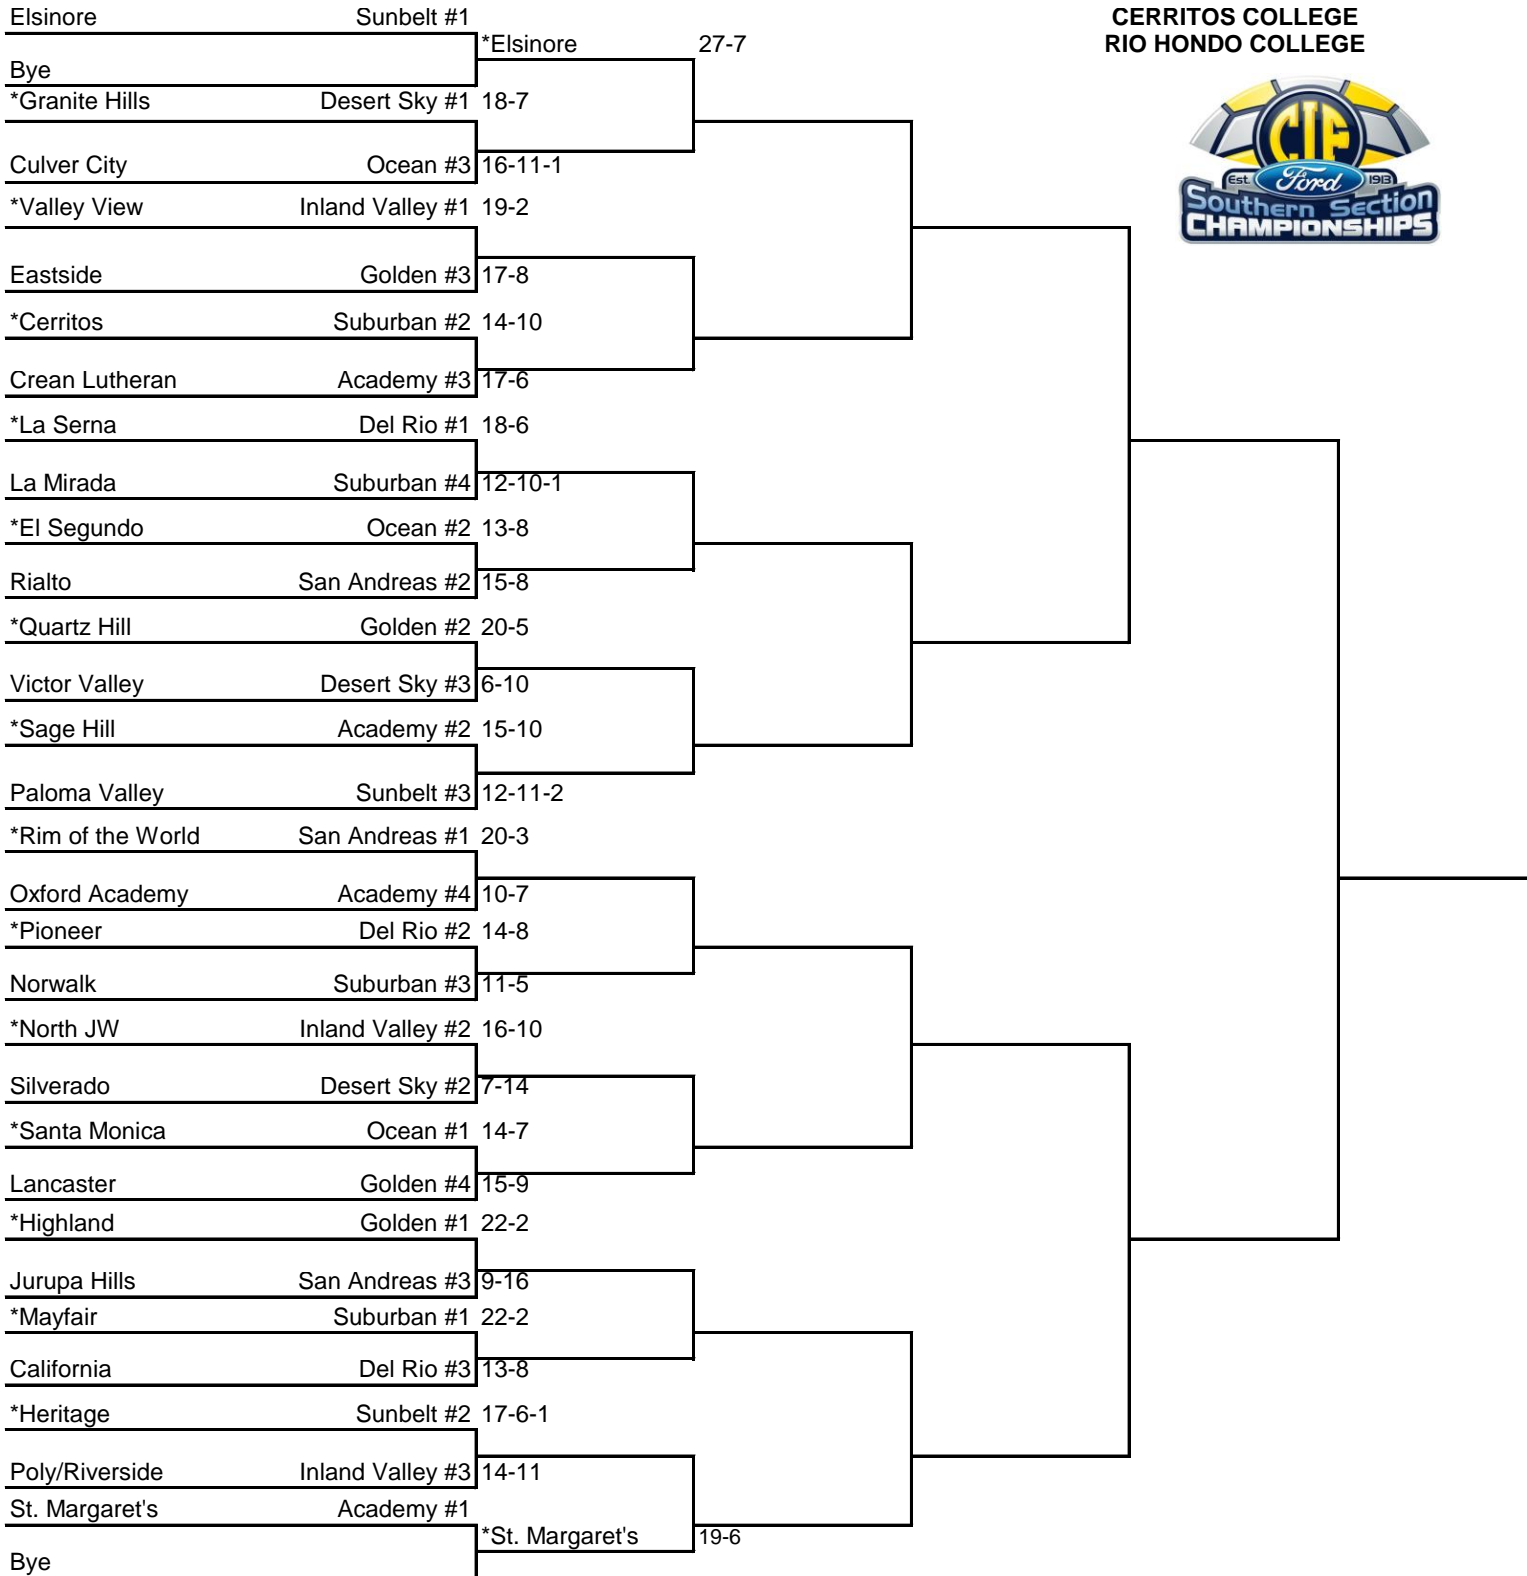 Elsinore Sunbelt #1
CERRITOS COLLEGE
*Elsinore 27-7
RIO HONDO COLLEGE
Bye
*Granite Hills Desert Sky #1 18-7
CIF
Culver City Ocean #3 16-11-1
Est. Ford 1913
*Valley View Inland Valley #1 19-2
Southern Section
CHAMPIONSHIPS
Eastside Golden #3 17-8
*Cerritos Suburban #2 14-10
Crean Lutheran Academy #3 17-6
*La Serna Del Rio #1 18-6
La Mirada Suburban #4 12-10-1
*El Segundo Ocean #2 13-8
Rialto San Andreas #2 15-8
*Quartz Hill Golden #2 20-5
Victor Valley Desert Sky #3 6-10
*Sage Hill Academy #2 15-10
Paloma Valley Sunbelt #3 12-11-2
*Rim of the World San Andreas #1 20-3
Oxford Academy Academy #4 10-7
*Pioneer Del Rio #2 14-8
Norwalk Suburban #3 11-5
*North JW Inland Valley #2 16-10
Silverado Desert Sky #2 7-14
*Santa Monica Ocean #1 14-7
Lancaster Golden #4 15-9
*Highland Golden #1 22-2
Jurupa Hills San Andreas #3 9-16
*Mayfair Suburban #1 22-2
California Del Rio #3 13-8
*Heritage Sunbelt #2 17-6-1
Poly/Riverside Inland Valley #3 14-11
St. Margaret's Academy #1
*St. Margaret's 19-6
Bye